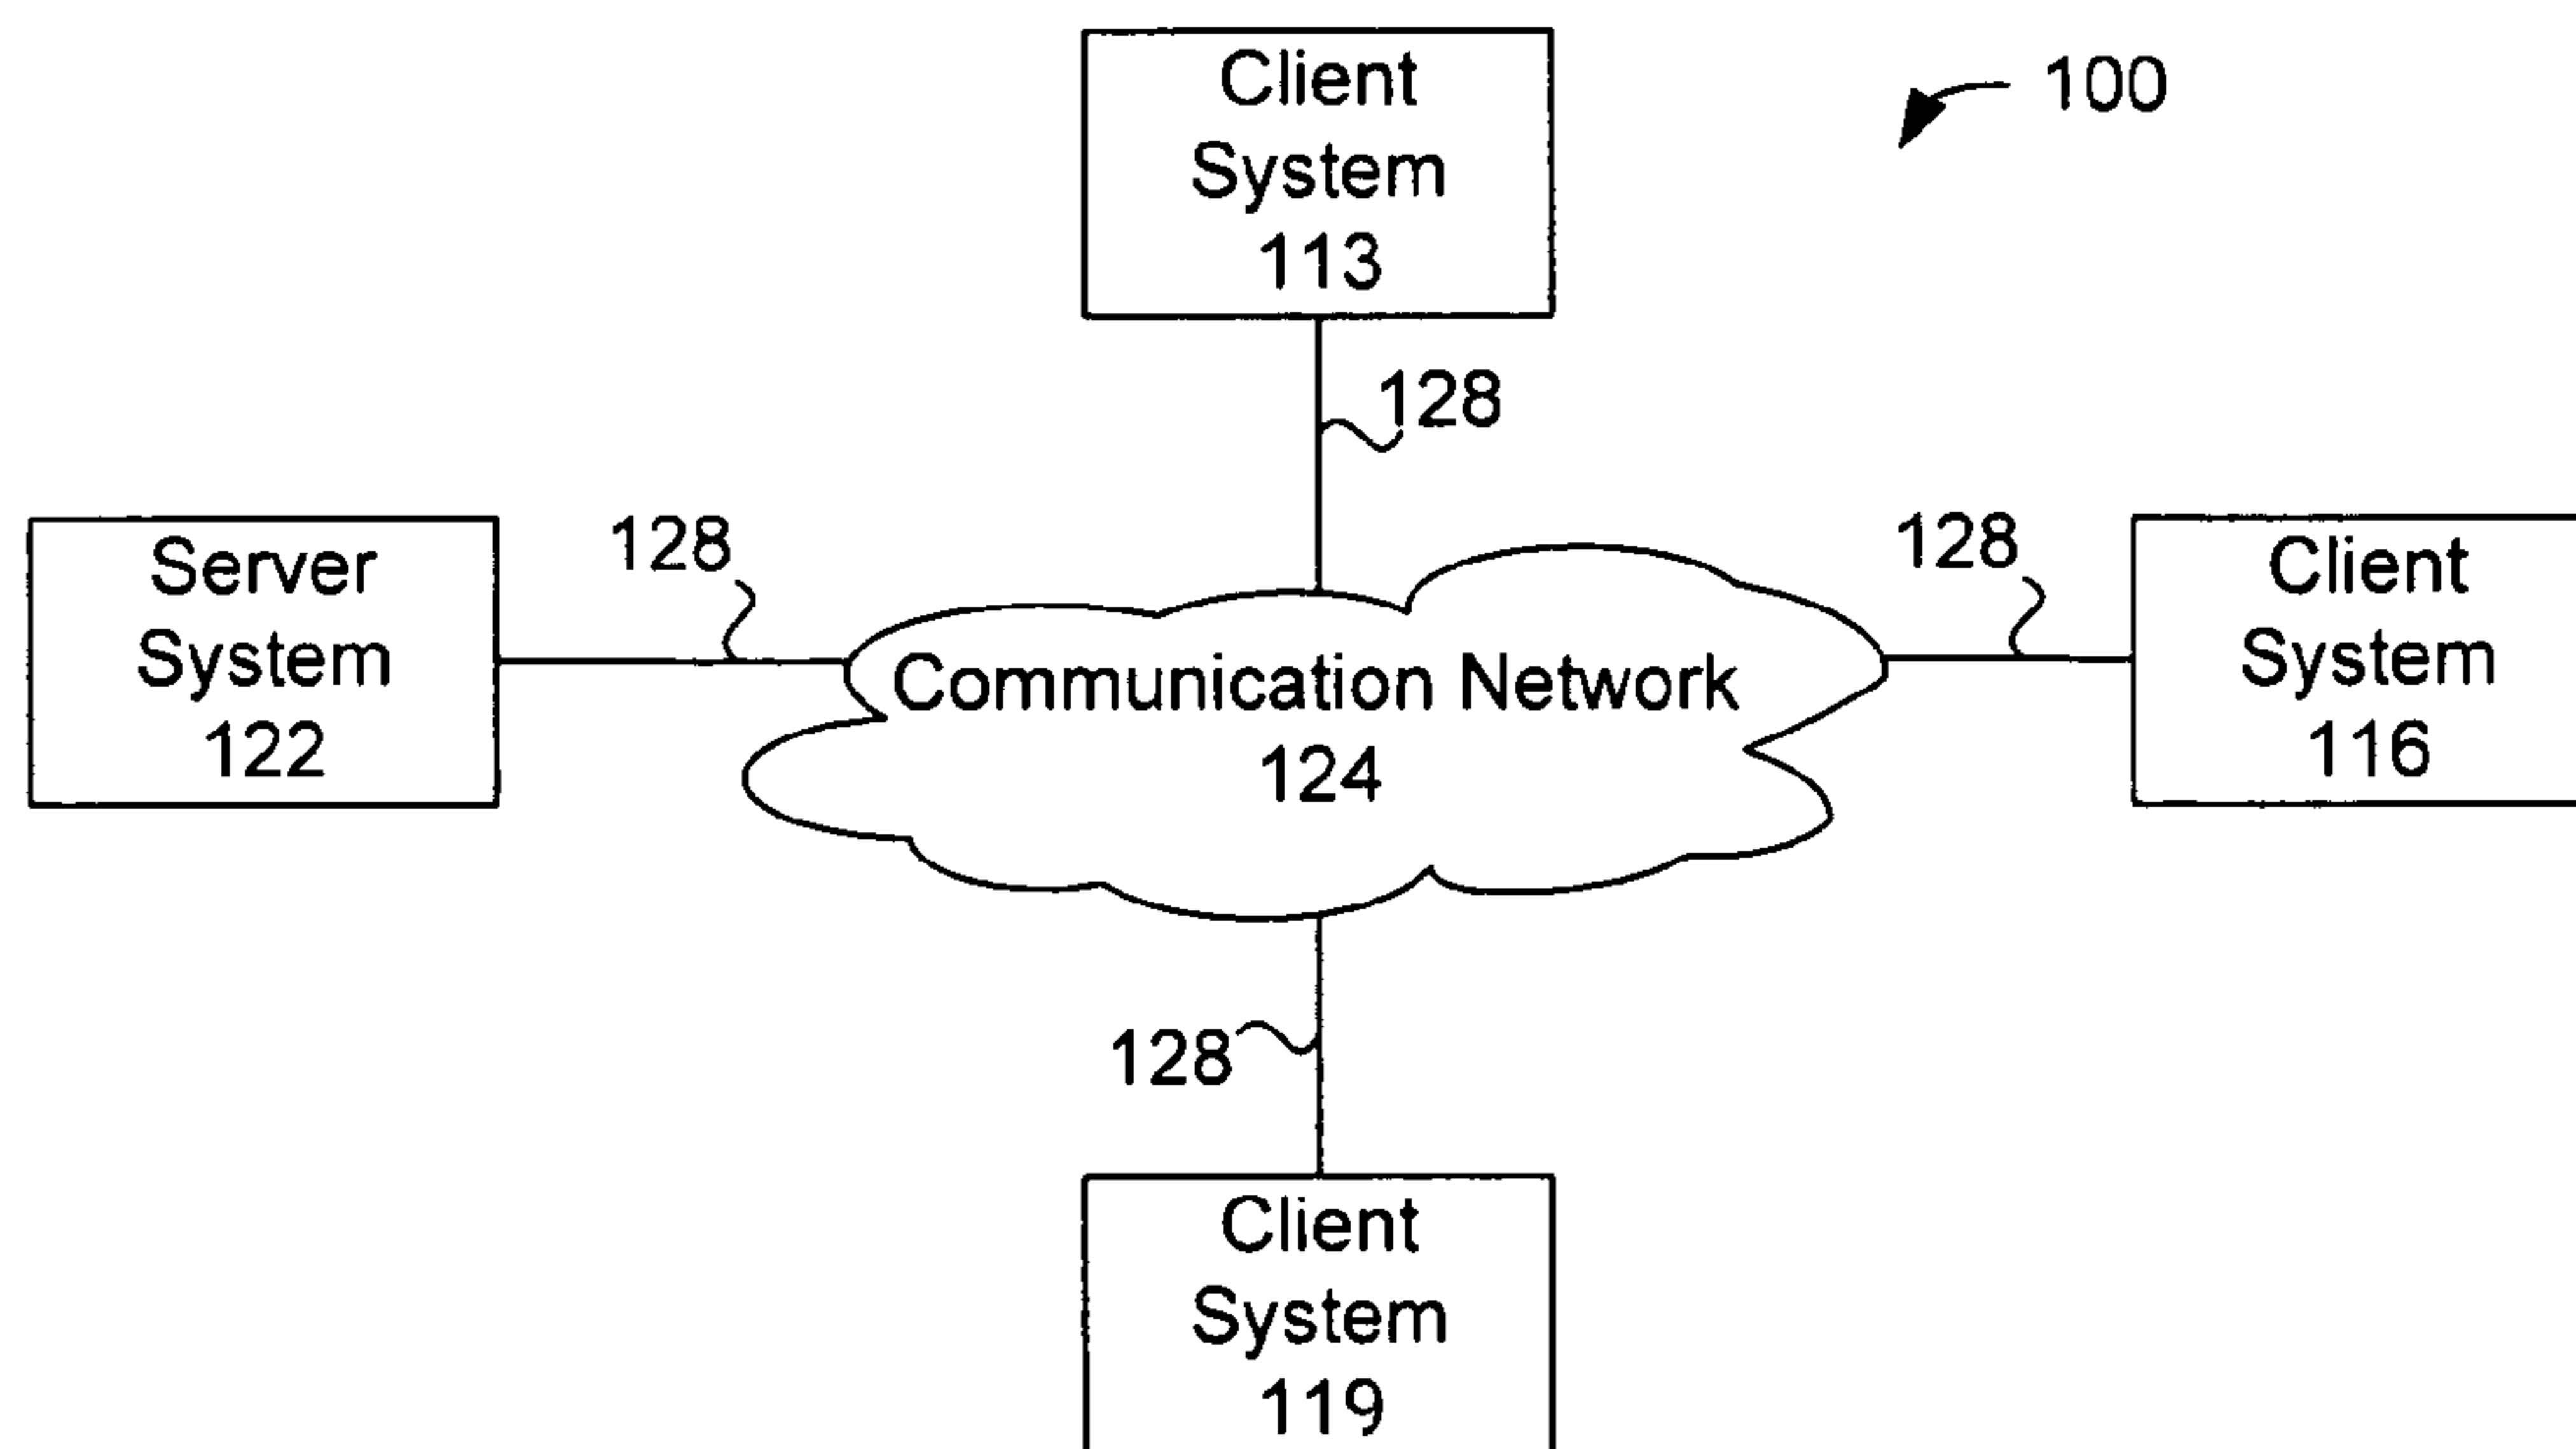 Client
System
113
100
128
Server
System
122
128
128
Client
System
116
Communication Network
124
128
Client
System
119